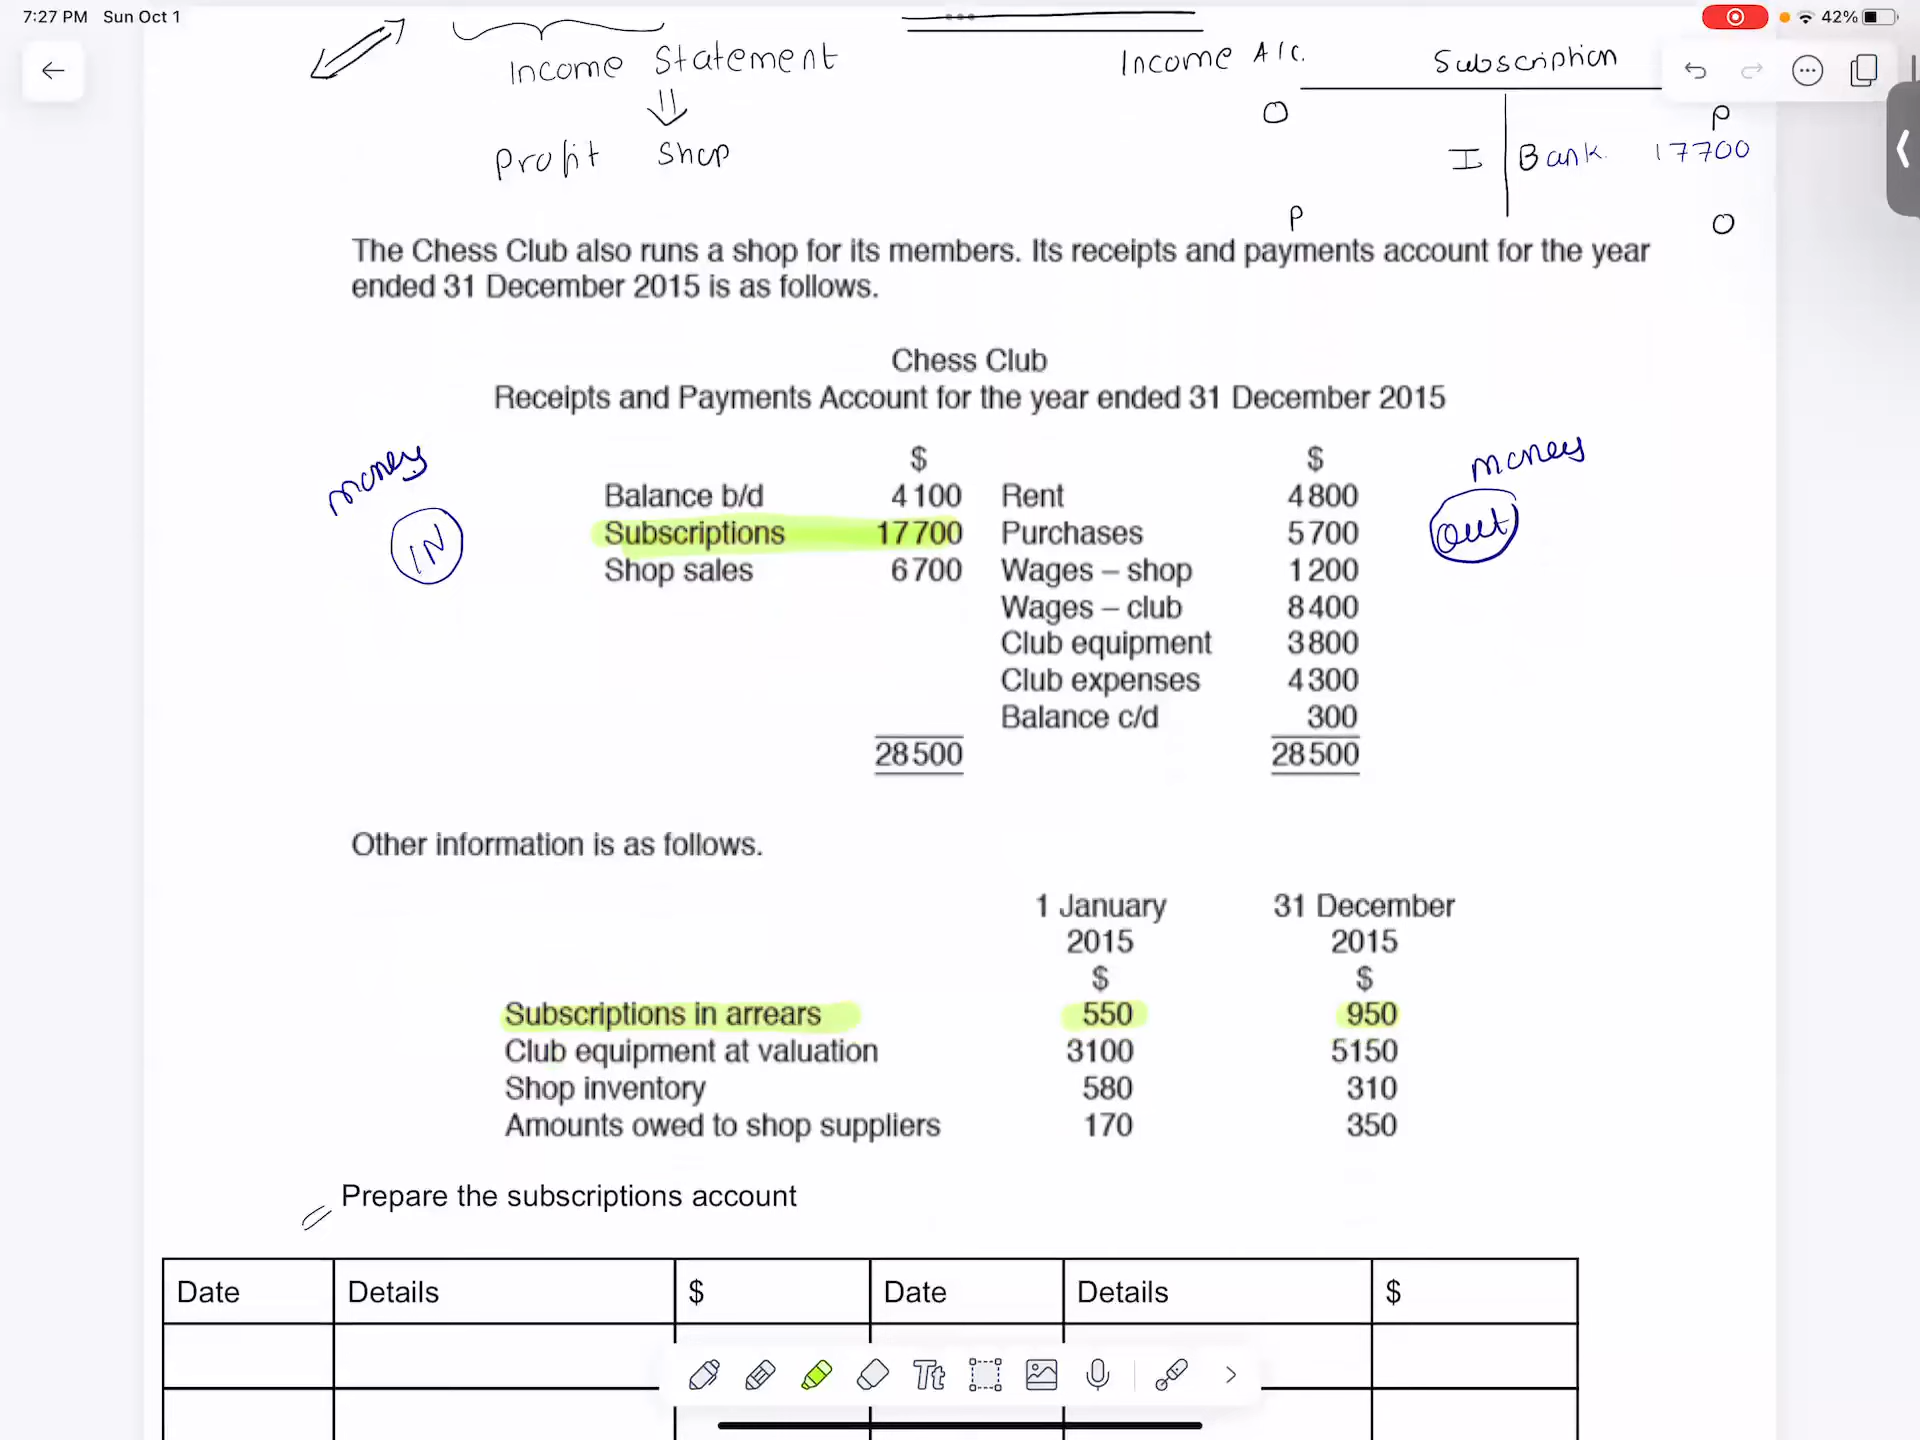 7:27 PM Sun Oct 1
42%
Income Statement
Income A/c.
Subscription
O
P
Profit Shop
I
Bank. 17700
P
O
The Chess Club also runs a shop for its members. Its receipts and payments account for the year
ended 31 December 2015 is as follows.
Chess Club
Receipts and Payments Account for the year ended 31 December 2015
money
IN
money
out
$ $
Balance b/d 4100 Rent 4800
Subscriptions 17700 Purchases 5700
Shop sales 6700 Wages – shop 1200
Wages – club 8400
Club equipment 3800
Club expenses 4300
Balance c/d 300
28500 28500
Other information is as follows.
1 January 31 December
2015 2015
$ $
Subscriptions in arrears 550 950
Club equipment at valuation 3100 5150
Shop inventory 580 310
Amounts owed to shop suppliers 170 350
Prepare the subscriptions account
Date Details $ Date Details $
Tt